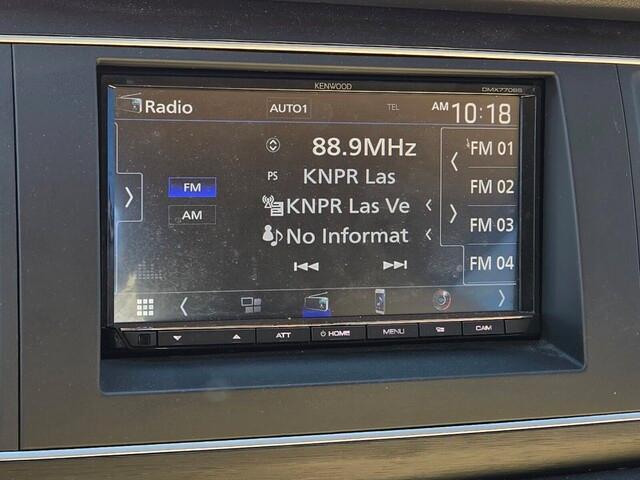 KENWOOD
DMX7706S
Radio
AUTO1
TEL
AM 10:18
88.9MHz
PS KNPR Las
KNPR Las Ve
No Informat
FM
AM
FM 01
FM 02
FM 03
FM 04
ATT
HOME
MENU
CAM